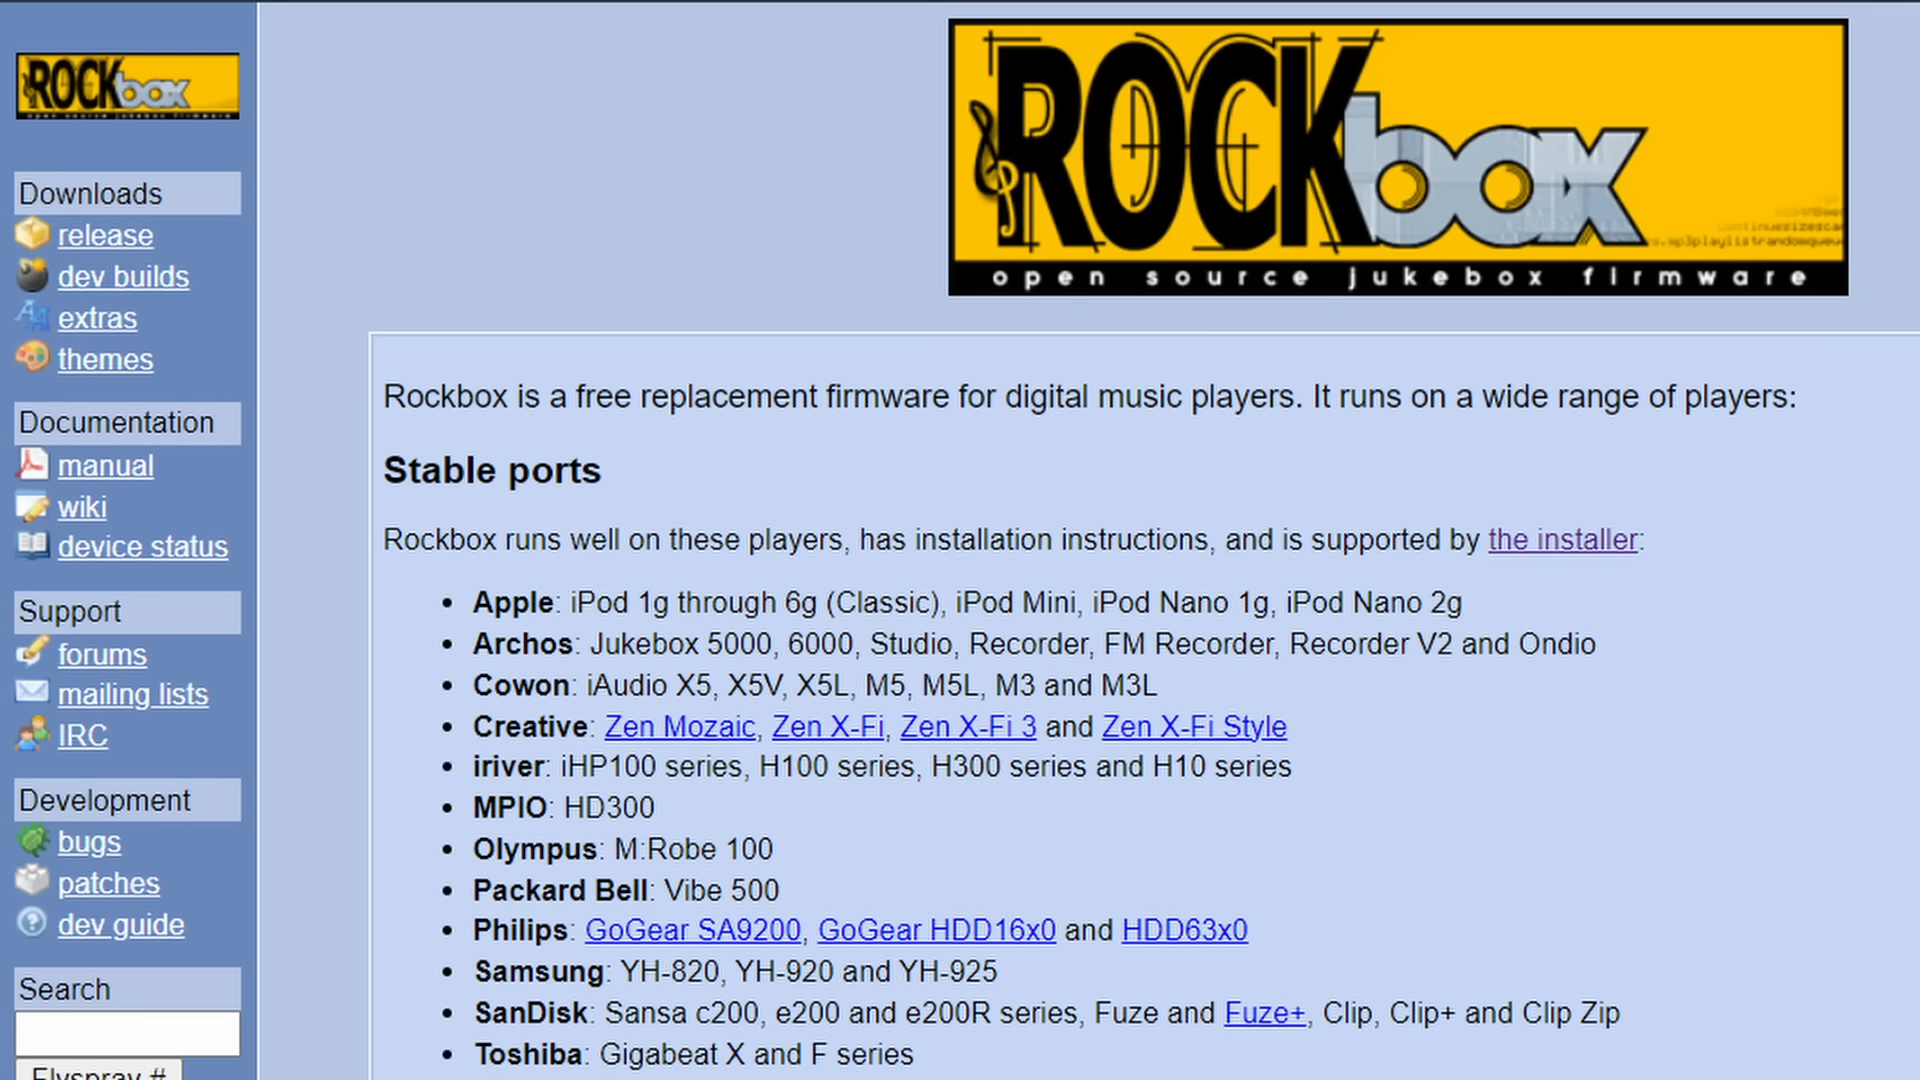 ROCKbox
open source jukebox firmware
Downloads
release
dev builds
extras
themes
Documentation
manual
wiki
device status
Support
forums
mailing lists
IRC
Development
bugs
patches
dev guide
Search
Flyspray #
ROCKbox
open source jukebox firmware
Rockbox is a free replacement firmware for digital music players. It runs on a wide range of players:
Stable ports
Rockbox runs well on these players, has installation instructions, and is supported by the installer:
• Apple: iPod 1g through 6g (Classic), iPod Mini, iPod Nano 1g, iPod Nano 2g
• Archos: Jukebox 5000, 6000, Studio, Recorder, FM Recorder, Recorder V2 and Ondio
• Cowon: iAudio X5, X5V, X5L, M5, M5L, M3 and M3L
• Creative: Zen Mozaic, Zen X-Fi, Zen X-Fi 3 and Zen X-Fi Style
• iriver: iHP100 series, H100 series, H300 series and H10 series
• MPIO: HD300
• Olympus: M:Robe 100
• Packard Bell: Vibe 500
• Philips: GoGear SA9200, GoGear HDD16x0 and HDD63x0
• Samsung: YH-820, YH-920 and YH-925
• SanDisk: Sansa c200, e200 and e200R series, Fuze and Fuze+, Clip, Clip+ and Clip Zip
• Toshiba: Gigabeat X and F series